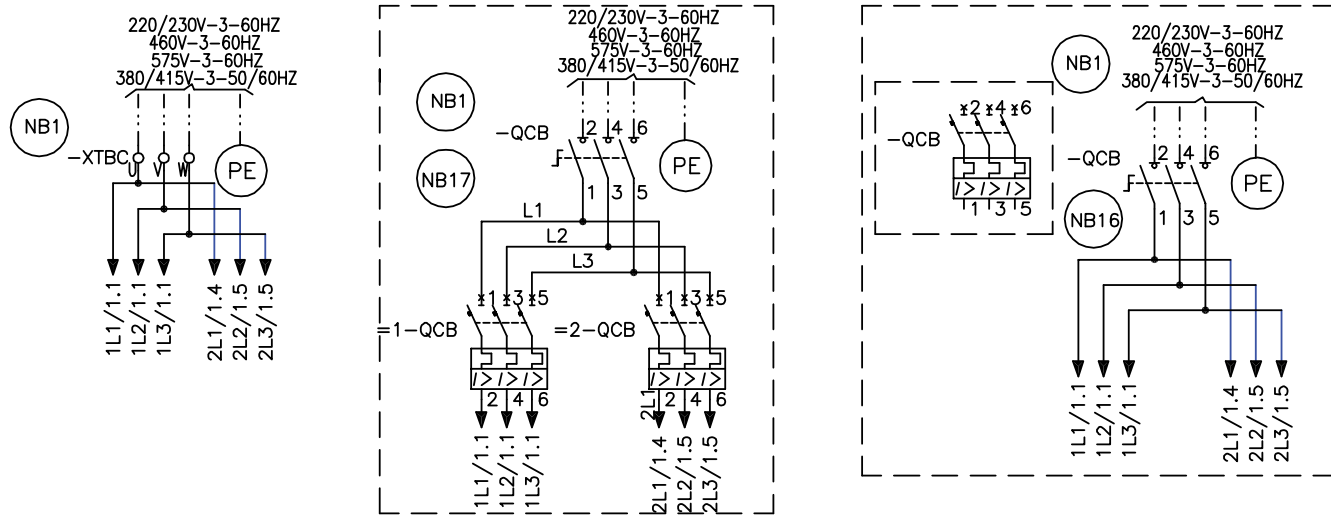 220/230V-3-60HZ
460V-3-60HZ
575V-3-60HZ
380/415V-3-50/60HZ
NB1
-XTBC
U V W
PE
1L1/1.1
1L2/1.1
1L3/1.1
2L1/1.4
2L2/1.5
2L3/1.5
220/230V-3-60HZ
460V-3-60HZ
575V-3-60HZ
380/415V-3-50/60HZ
NB1
-QCB
2 4 6
PE
NB17
1 3 5
L1
L2
L3
1 3 5
1 3 5
=1-QCB
=2-QCB
2 4 6
2L1
2 4 6
1L1/1.1
1L2/1.1
1L3/1.1
2L1/1.4
2L2/1.5
2L3/1.5
220/230V-3-60HZ
460V-3-60HZ
575V-3-60HZ
380/415V-3-50/60HZ
NB1
2 4 6
-QCB
1 3 5
-QCB
2 4 6
PE
NB16
1 3 5
1L1/1.1
1L2/1.1
1L3/1.1
2L1/1.4
2L2/1.5
2L3/1.5